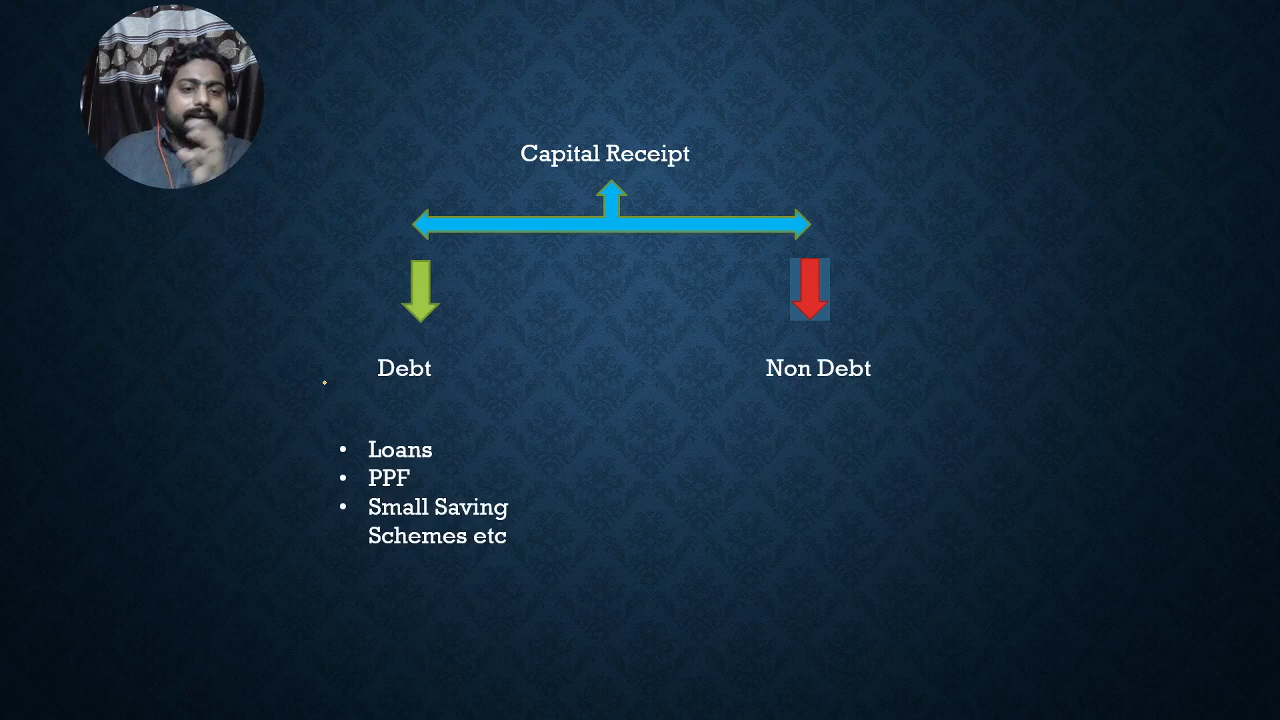 Capital Receipt
Debt
Non Debt
• Loans
• PPF
• Small Saving
Schemes etc